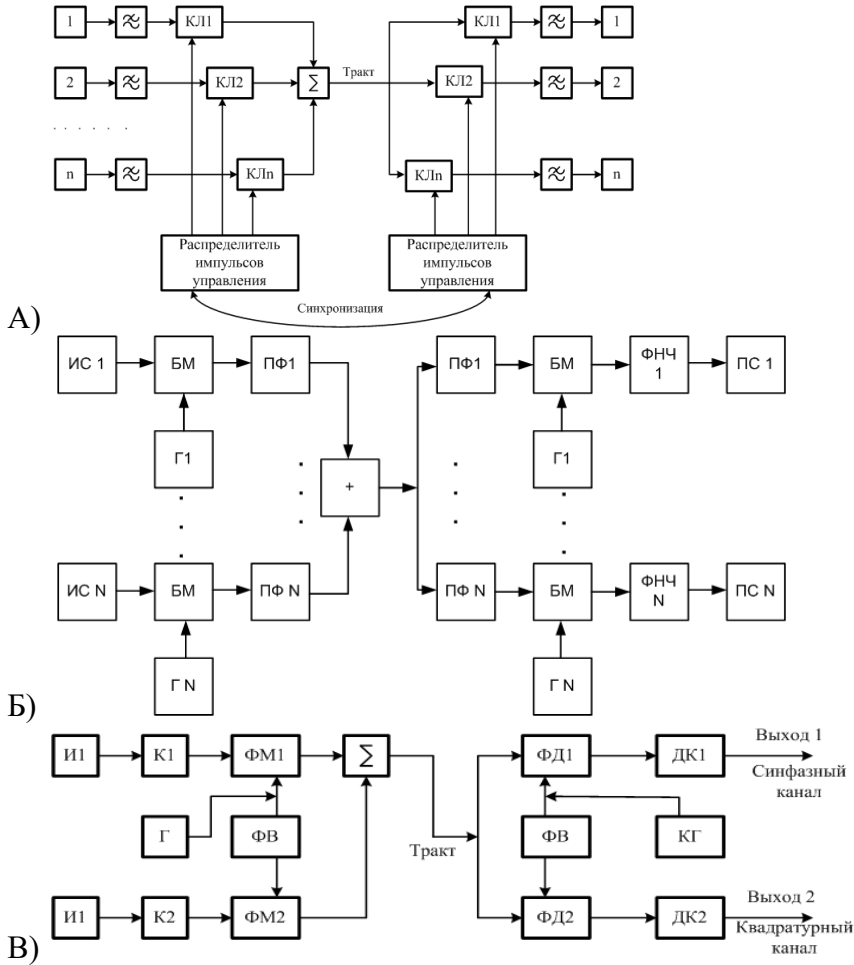 1 КЛ1 КЛ1 1
2 КЛ2 ∑ Тракт КЛ2 2
. . . . . .
n КЛn КЛn n
Распределитель импульсов управления
Распределитель импульсов управления
Синхронизация
А)
ИС 1 БМ ПФ1 ПФ1 БМ ФНЧ 1 ПС 1
Г1 + Г1
ИС N БМ ПФ N ПФ N БМ ФНЧ N ПС N
Г N Г N
Б)
И1 К1 ФМ1 ∑ ФД1 ДК1 Выход 1
Синфазный канал
Г ФВ Тракт ФВ КГ
И1 К2 ФМ2 ФД2 ДК2 Выход 2
Квадратурный канал
В)